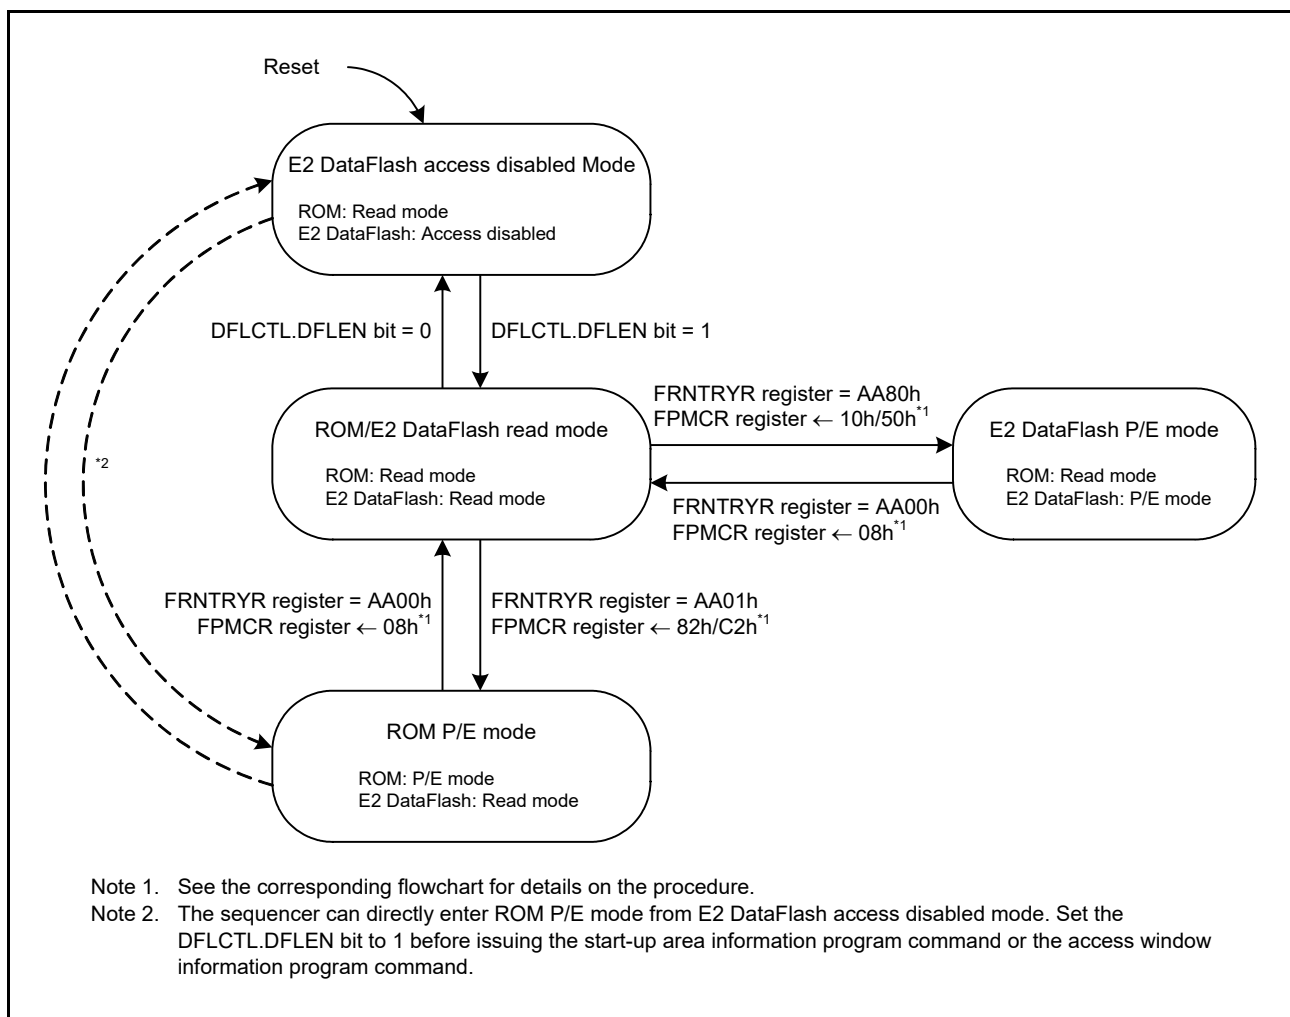 Reset
E2 DataFlash access disabled Mode
ROM: Read mode
E2 DataFlash: Access disabled
DFLCTL.DFLEN bit = 0
DFLCTL.DFLEN bit = 1
ROM/E2 DataFlash read mode
ROM: Read mode
E2 DataFlash: Read mode
FRNTRYR register = AA80h
FPMCR register ← 10h/50h*1
E2 DataFlash P/E mode
ROM: Read mode
E2 DataFlash: P/E mode
FRNTRYR register = AA00h
FPMCR register ← 08h*1
*2
FRNTRYR register = AA00h
FPMCR register ← 08h*1
FRNTRYR register = AA01h
FPMCR register ← 82h/C2h*1
ROM P/E mode
ROM: P/E mode
E2 DataFlash: Read mode
Note 1. See the corresponding flowchart for details on the procedure.
Note 2. The sequencer can directly enter ROM P/E mode from E2 DataFlash access disabled mode. Set the
DFLCTL.DFLEN bit to 1 before issuing the start-up area information program command or the access window
information program command.